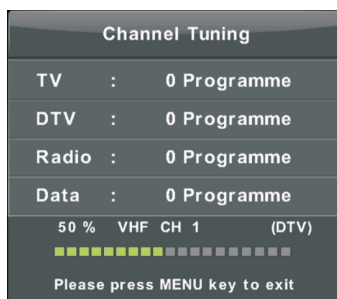 Channel Tuning
TV : 0 Programme
DTV : 0 Programme
Radio : 0 Programme
Data : 0 Programme
50 % VHF CH 1 (DTV)
Please press MENU key to exit